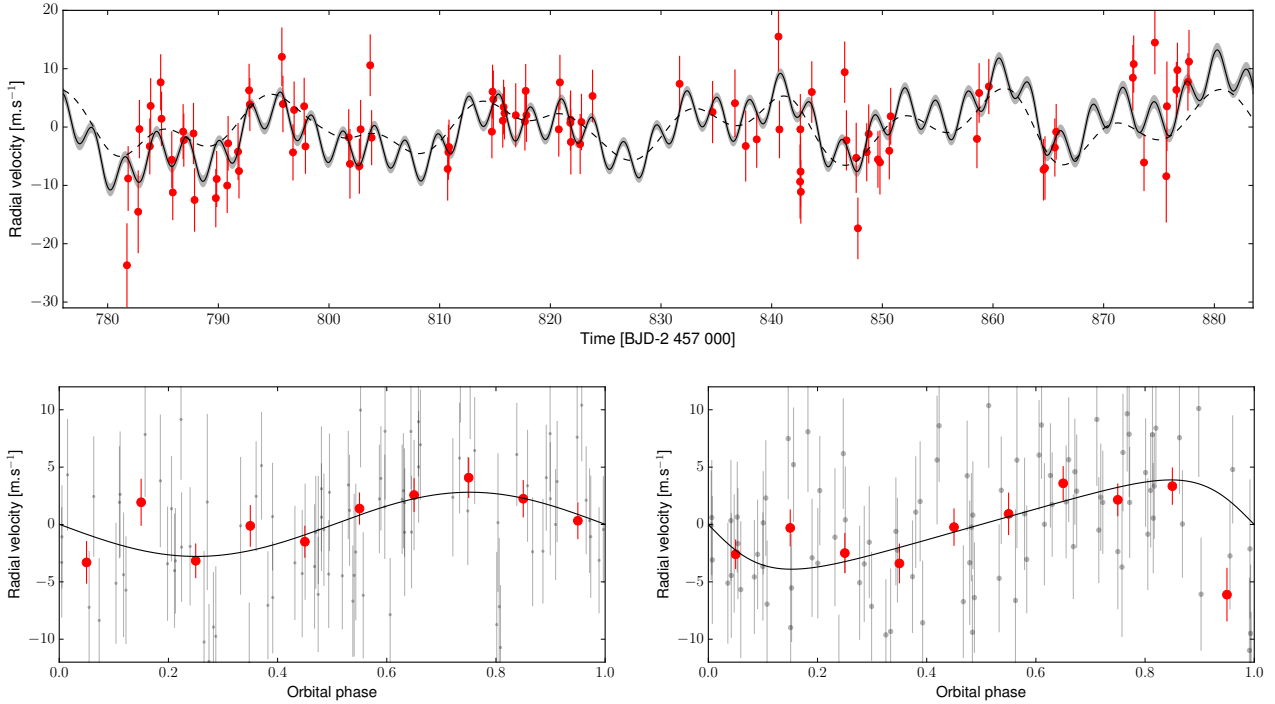 20
10
0
−10
−20
−30
Radial velocity [m.s⁻¹]
780 790 800 810 820 830 840 850 860 870 880
Time [BJD-2 457 000]
10
5
0
−5
−10
Radial velocity [m.s⁻¹]
0.0 0.2 0.4 0.6 0.8 1.0
Orbital phase
10
5
0
−5
−10
Radial velocity [m.s⁻¹]
0.0 0.2 0.4 0.6 0.8 1.0
Orbital phase